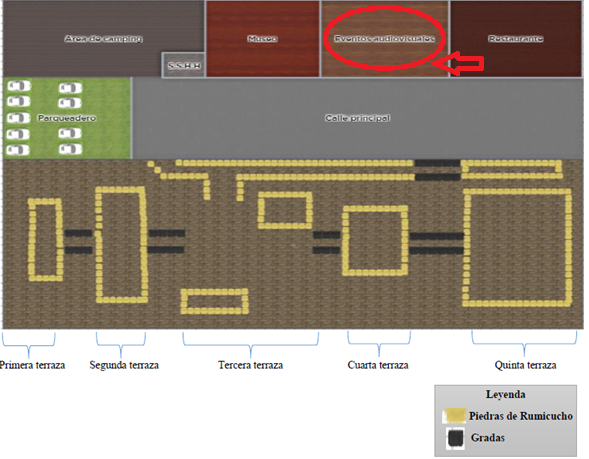 Área de camping
Museo
Eventos audiovisuales
Restaurante
S.S.H.H
Parqueadero
Calle principal
Primera terraza
Segunda terraza
Tercera terraza
Cuarta terraza
Quinta terraza
Leyenda
Piedras de Rumicucho
Gradas